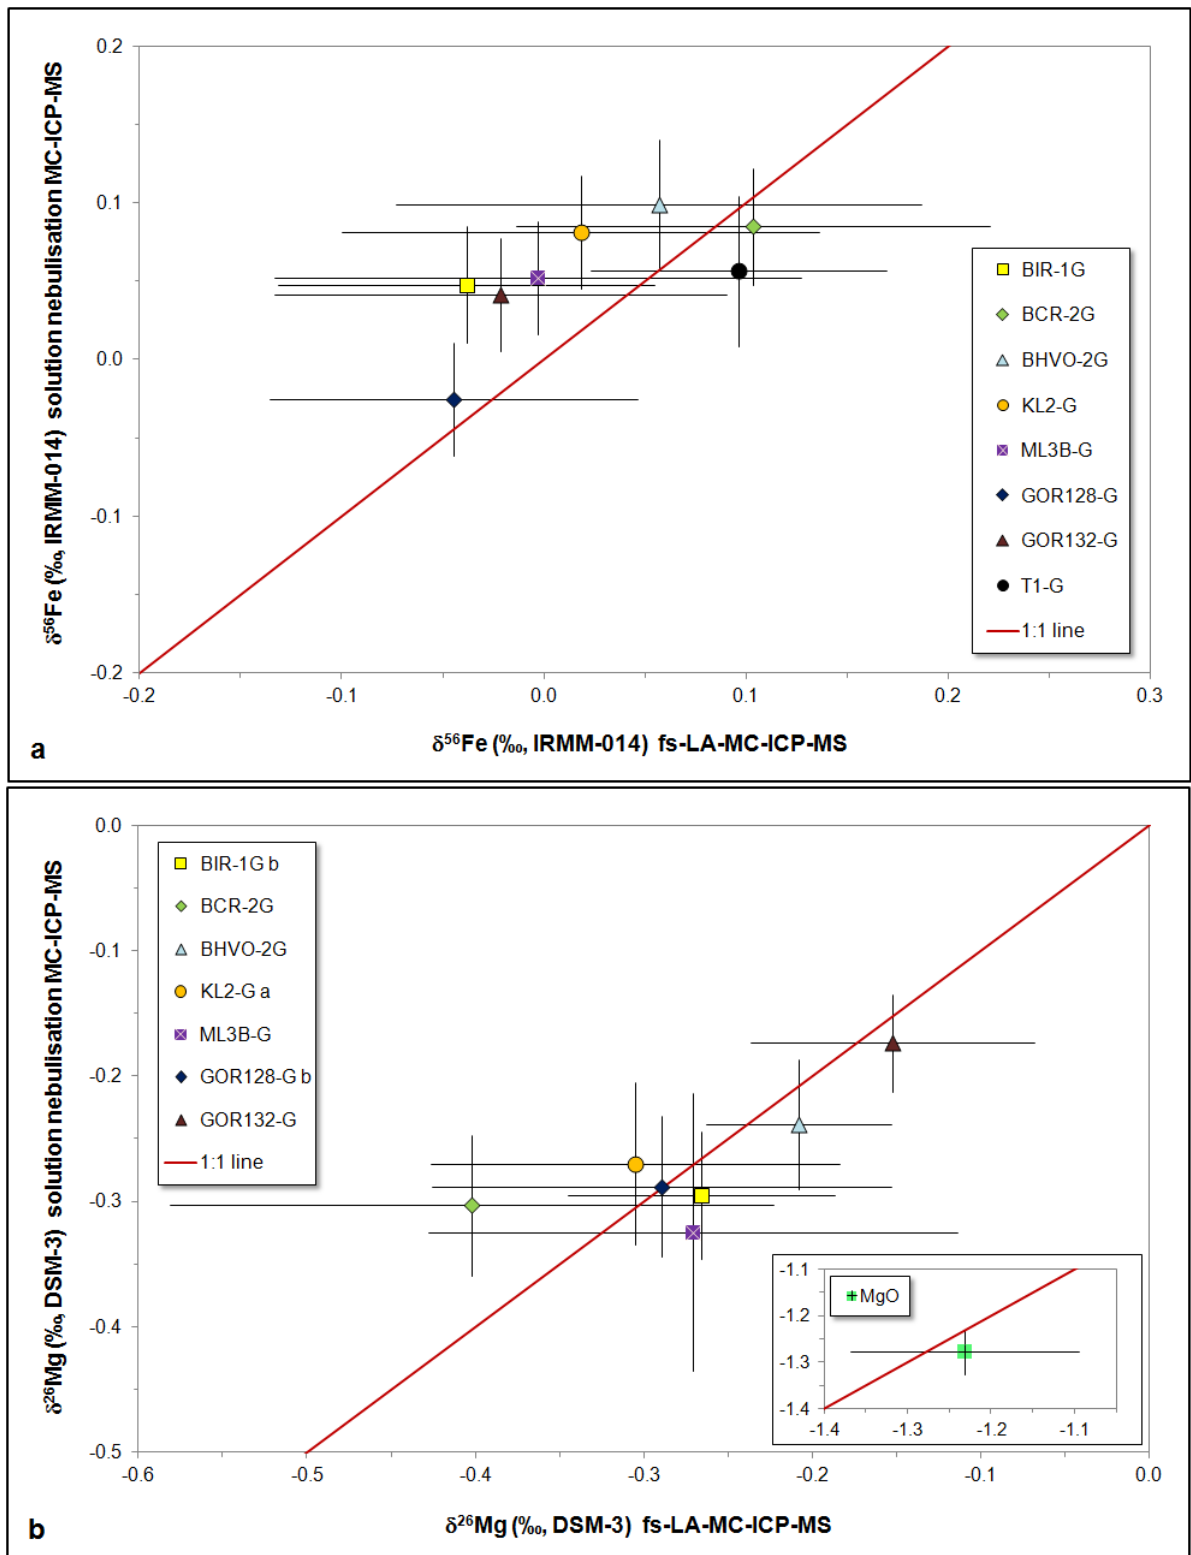 δ⁵⁶Fe (‰, IRMM-014) solution nebulisation MC-ICP-MS
0.2
0.1
0.0
-0.1
-0.2
-0.2 -0.1 0.0 0.1 0.2 0.3
BIR-1G
BCR-2G
BHVO-2G
KL2-G
ML3B-G
GOR128-G
GOR132-G
T1-G
1:1 line
a
δ⁵⁶Fe (‰, IRMM-014) fs-LA-MC-ICP-MS
δ²⁶Mg (‰, DSM-3) solution nebulisation MC-ICP-MS
0.0
-0.1
-0.2
-0.3
-0.4
-0.5
BIR-1G b
BCR-2G
BHVO-2G
KL2-G a
ML3B-G
GOR128-G b
GOR132-G
1:1 line
-1.1
-1.2
-1.3
-1.4
MgO
-1.4 -1.3 -1.2 -1.1
-0.6 -0.4 -0.3 -0.2 -0.1 0.0
b
δ²⁶Mg (‰, DSM-3) fs-LA-MC-ICP-MS